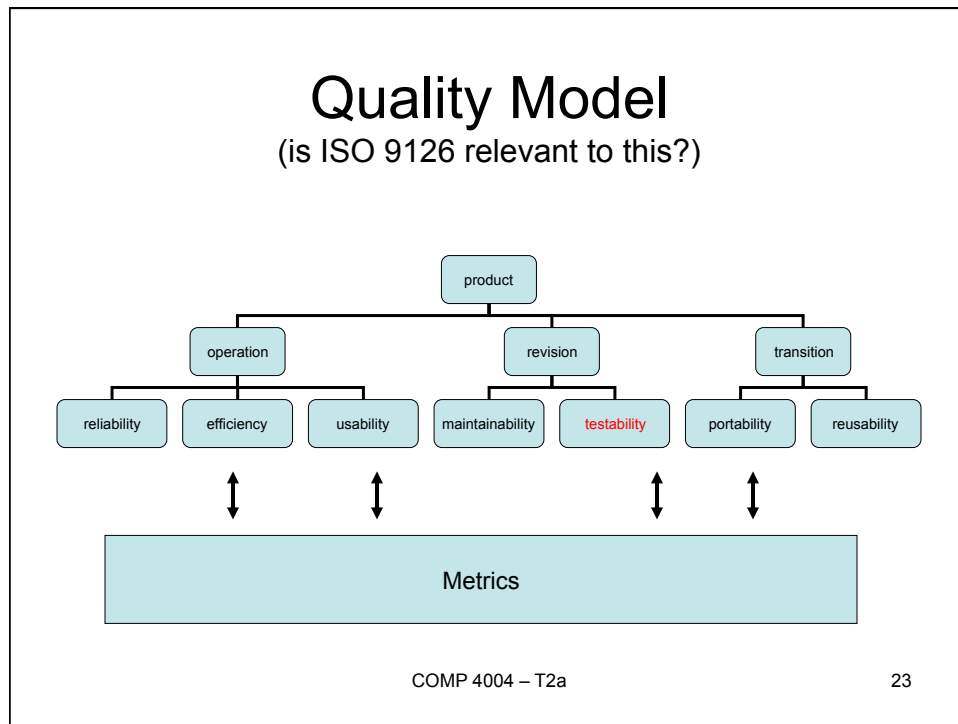 Quality Model
(is ISO 9126 relevant to this?)
product
operation
revision
transition
reliability
efficiency
usability
maintainability
testability
portability
reusability
Metrics
COMP 4004 – T2a
23